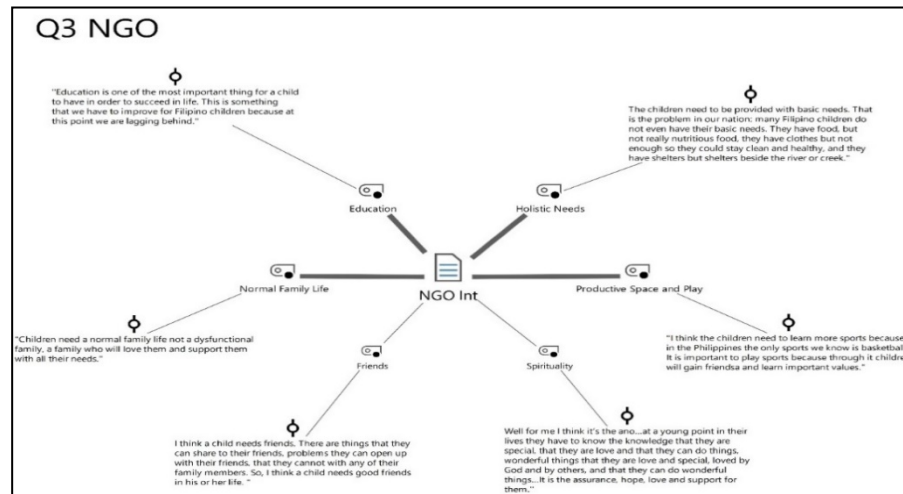 Q3 NGO
"Education is one of the most important thing for a child
to have in order to succeed in life. This is something
that we have to improve for Filipino children because at
this point we are lagging behind."
The children need to be provided with basic needs. That
is the problem in our nation: many Filipino children do
not even have their basic needs. They have food, but
not really nutritious food, they have clothes but not
enough so they could stay clean and healthy, and they
have shelters but shelters beside the river or creek."
Education
Holistic Needs
Normal Family Life
NGO Int
Productive Space and Play
"Children need a normal family life not a dysfunctional
family, a family who will love them and support them
with all their needs."
"I think the children need to learn more sports because
in the Philippines the only sports we know is basketball
It is important to play sports because through it children
will gain friendsa and learn important values."
Friends
Spirituality
I think a child needs friends. There are things that they
can share to their friends, problems they can open up
with their friends, that they cannot with any of their
family members. So, I think a child needs good friends
in his or her life. "
Well for me I think it's the ano...at a young point in their
lives they have to know the knowledge that they are
special, that they are love and that they can do things,
wonderful things that they are love and special, loved by
God and by others, and that they can do wonderful
things...It is the assurance, hope, love and support for
them."